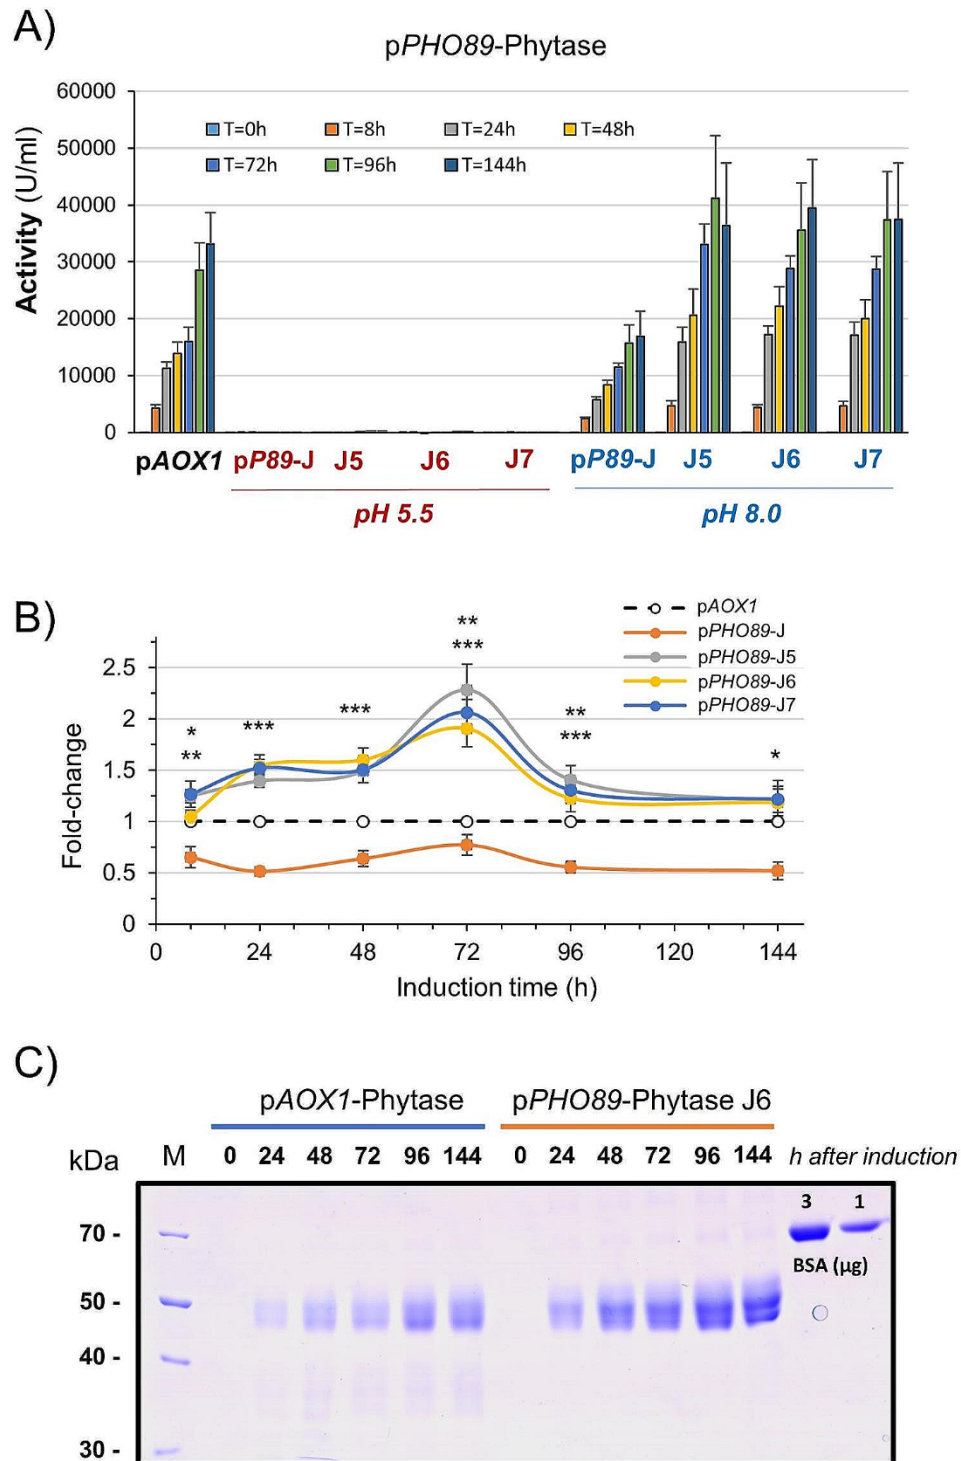 A)
pPHO89-Phytase
60000
50000
40000
30000
20000
10000
0
Activity (U/ml)
T=0h T=8h T=24h T=48h
T=72h T=96h T=144h
pAOX1 pP89-J J5 J6 J7 pP89-J J5 J6 J7
pH 5.5 pH 8.0
B)
pAOX1
pPHO89-J
pPHO89-J5
pPHO89-J6
pPHO89-J7
**
***
* *** *** **
** *** *
2.5
2
1.5
1
0.5
0
Fold-change
0 24 48 72 96 120 144
Induction time (h)
C)
pAOX1-Phytase pPHO89-Phytase J6
kDa M 0 24 48 72 96 144 0 24 48 72 96 144 h after induction
3 1
70 -
BSA (µg)
50 -
40 -
30 -